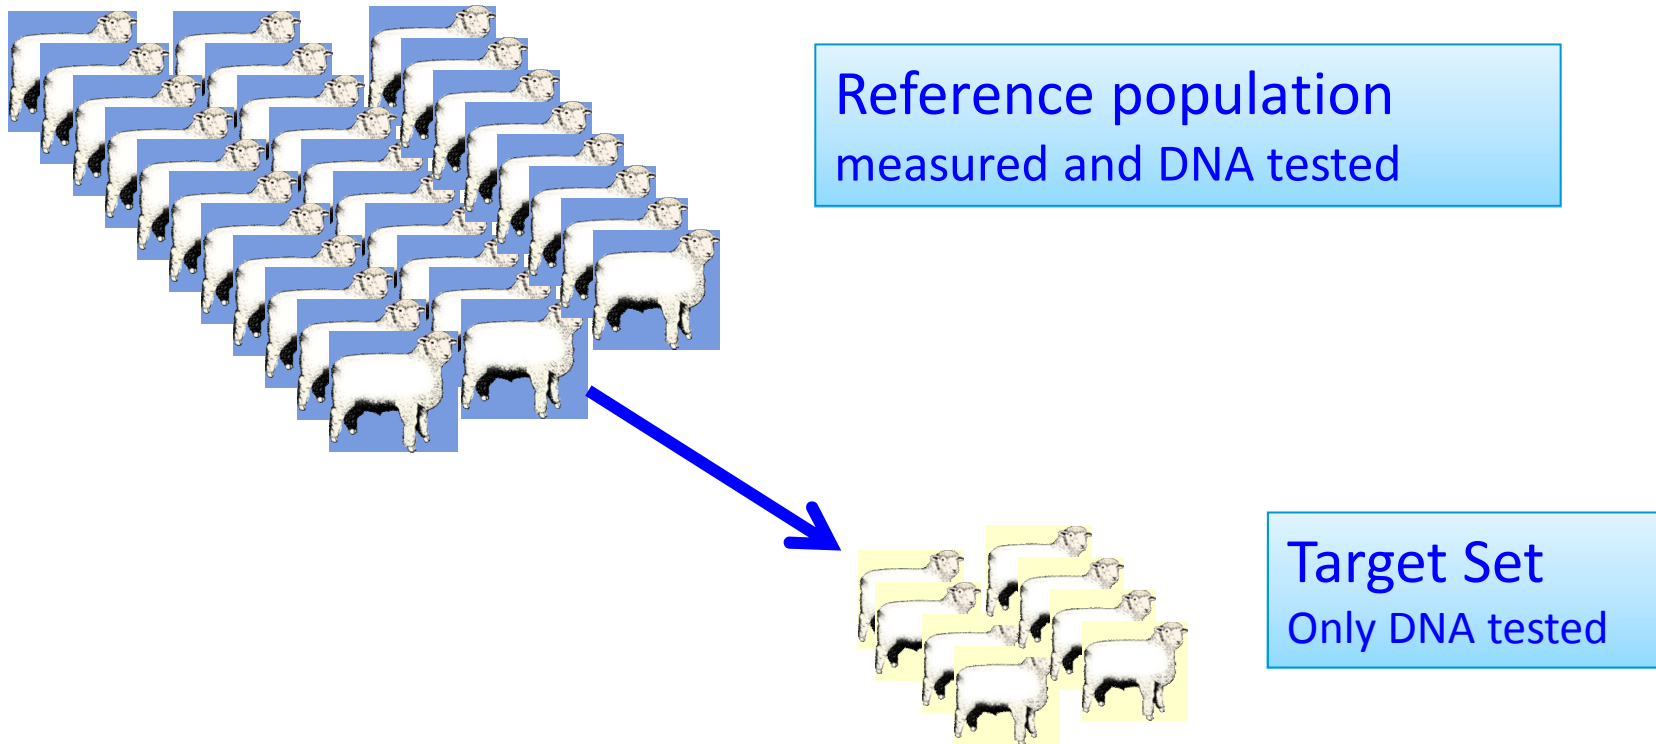 Reference population
measured and DNA tested
Target Set
Only DNA tested